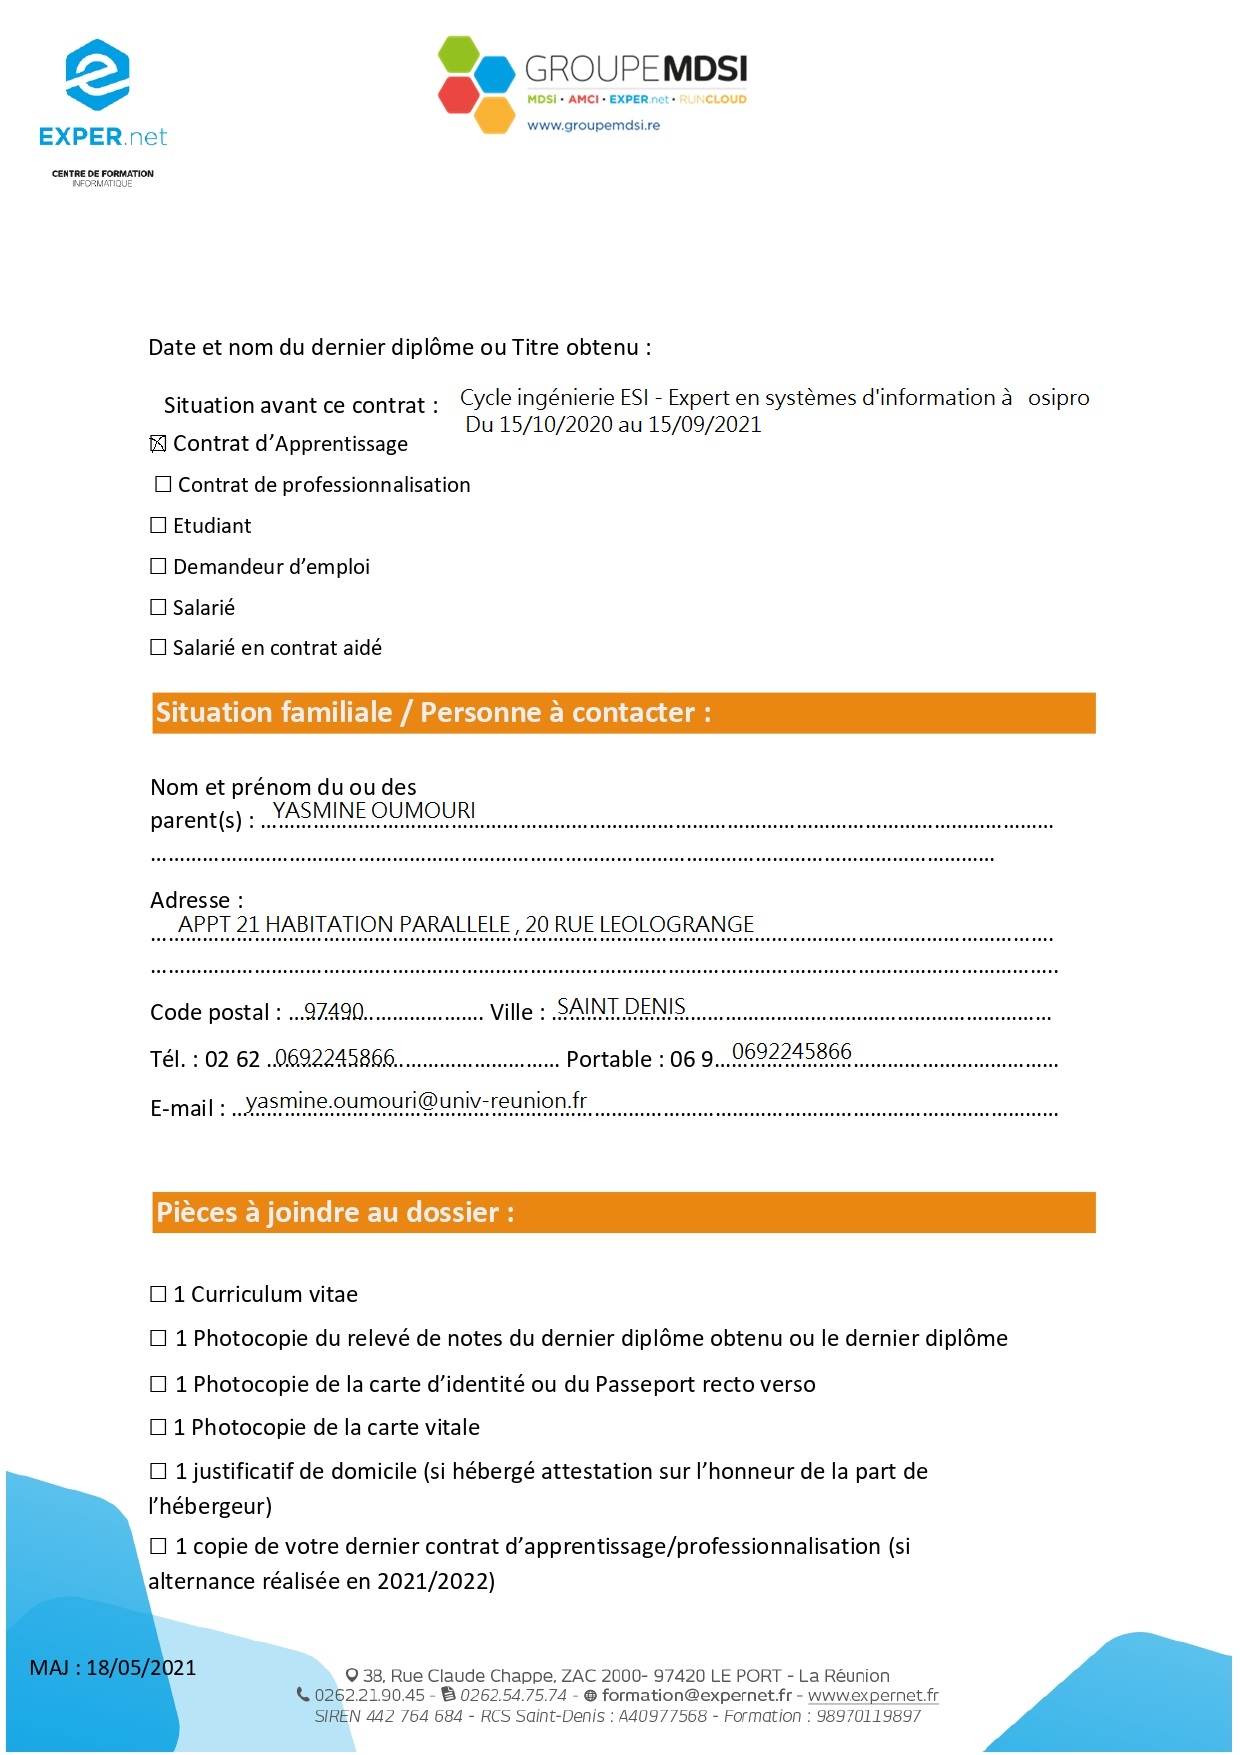 EXPER.net
CENTRE DE FORMATION
INFORMATIQUE
GROUPEMDSI
MDSI • AMCI • EXPER.net • RUNCLOUD
www.groupemdsi.re
Date et nom du dernier diplôme ou Titre obtenu :
Situation avant ce contrat : Cycle ingénierie ESI - Expert en systèmes d'information à osipro
Du 15/10/2020 au 15/09/2021
☒ Contrat d’Apprentissage
☐ Contrat de professionnalisation
☐ Etudiant
☐ Demandeur d’emploi
☐ Salarié
☐ Salarié en contrat aidé
Situation familiale / Personne à contacter :
Nom et prénom du ou des
parent(s) : YASMINE OUMOURI
Adresse :
APPT 21 HABITATION PARALLELE , 20 RUE LEOLOGRANGE
Code postal : 97490 Ville : SAINT DENIS
Tél. : 02 62 0692245866 Portable : 06 9 0692245866
E-mail : yasmine.oumouri@univ-reunion.fr
Pièces à joindre au dossier :
☐ 1 Curriculum vitae
☐ 1 Photocopie du relevé de notes du dernier diplôme obtenu ou le dernier diplôme
☐ 1 Photocopie de la carte d’identité ou du Passeport recto verso
☐ 1 Photocopie de la carte vitale
☐ 1 justificatif de domicile (si hébergé attestation sur l’honneur de la part de
l’hébergeur)
☐ 1 copie de votre dernier contrat d’apprentissage/professionnalisation (si
alternance réalisée en 2021/2022)
MAJ : 18/05/2021
38, Rue Claude Chappe, ZAC 2000- 97420 LE PORT - La Réunion
0262.21.90.45 - 0262.54.75.74 - formation@expernet.fr - www.expernet.fr
SIREN 442 764 684 - RCS Saint-Denis : A40977568 - Formation : 98970119897